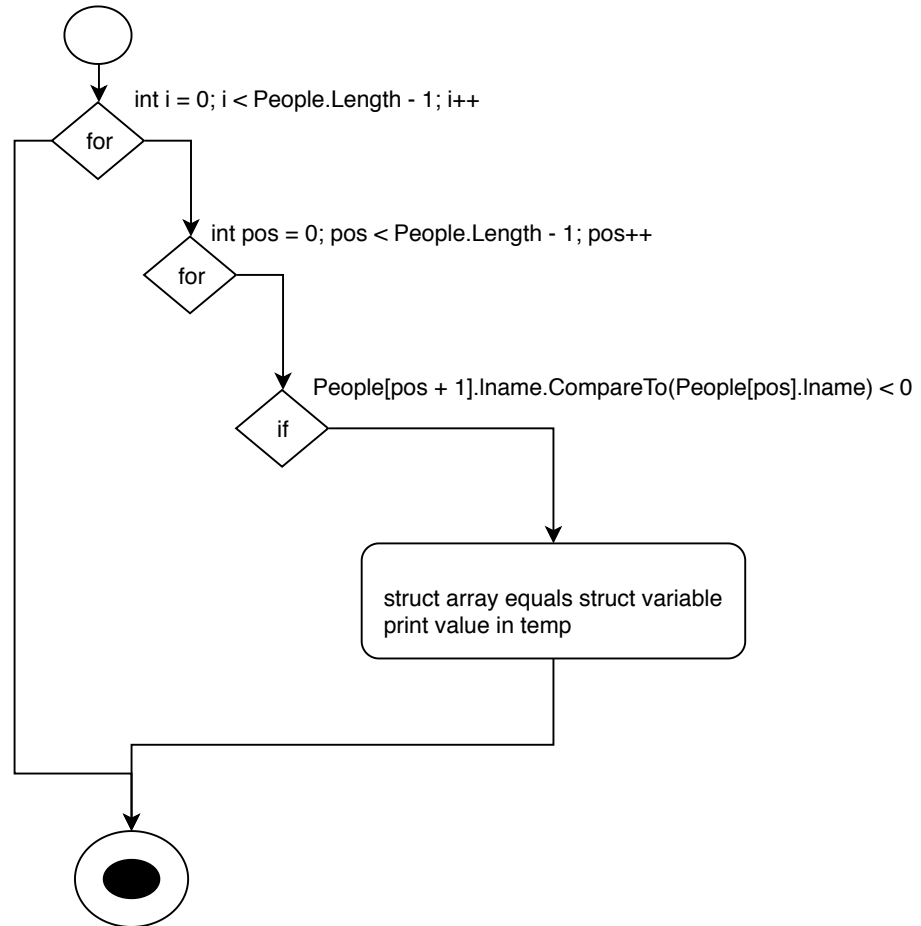 int i = 0; i < People.Length - 1; i++
for
int pos = 0; pos < People.Length - 1; pos++
for
People[pos + 1].lname.CompareTo(People[pos].lname) < 0
if
struct array equals struct variable
print value in temp